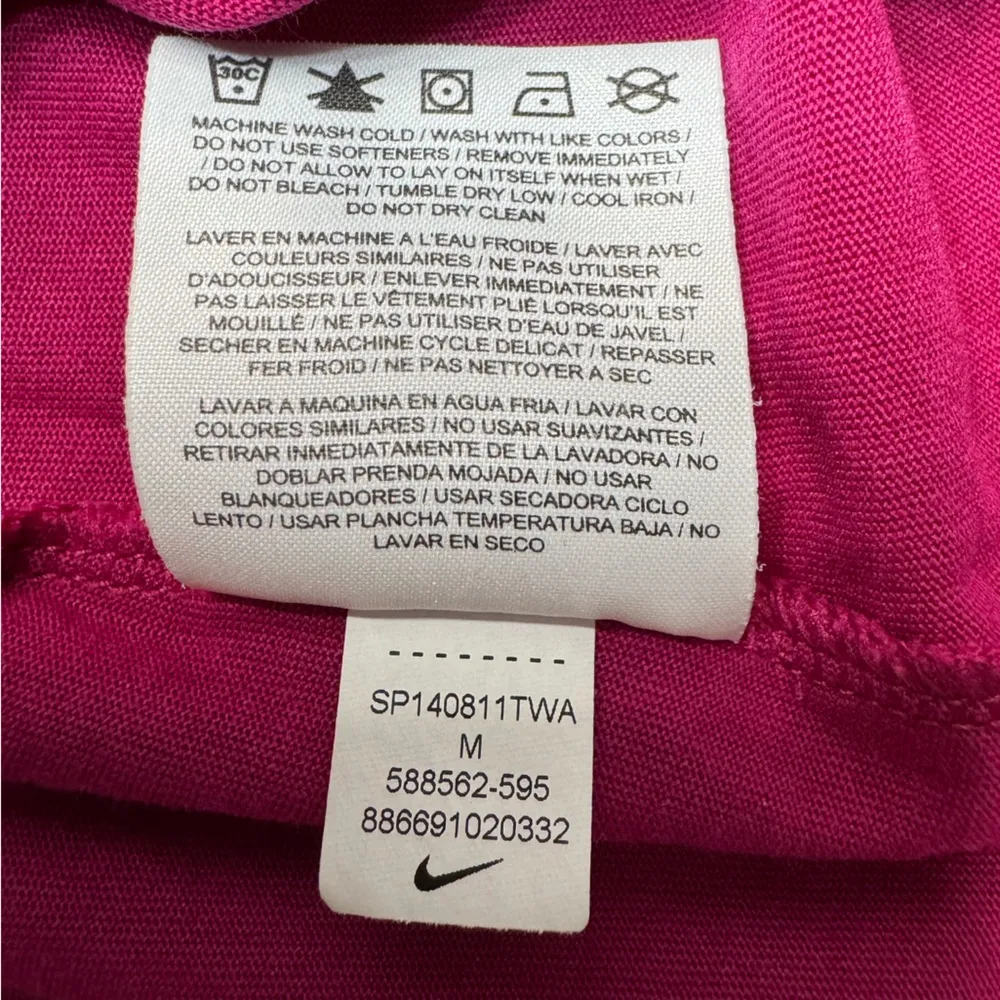 30C
MACHINE WASH COLD / WASH WITH LIKE COLORS /
DO NOT USE SOFTENERS / REMOVE IMMEDIATELY
/ DO NOT ALLOW TO LAY ON ITSELF WHEN WET /
DO NOT BLEACH / TUMBLE DRY LOW / COOL IRON /
DO NOT DRY CLEAN
LAVER EN MACHINE A L'EAU FROIDE / LAVER AVEC
COULEURS SIMILAIRES / NE PAS UTILISER
D'ADOUCISSEUR / ENLEVER IMMEDIATEMENT / NE
PAS LAISSER LE VÊTEMENT PLIÉ LORSQU'IL EST
MOUILLÉ / NE PAS UTILISER D'EAU DE JAVEL /
SECHER EN MACHINE CYCLE DELICAT / REPASSER
FER FROID / NE PAS NETTOYER A SEC
LAVAR A MAQUINA EN AGUA FRIA / LAVAR CON
COLORES SIMILARES / NO USAR SUAVIZANTES /
RETIRAR INMEDIATAMENTE DE LA LAVADORA / NO
DOBLAR PRENDA MOJADA / NO USAR
BLANQUEADORES / USAR SECADORA CICLO
LENTO / USAR PLANCHA TEMPERATURA BAJA / NO
LAVAR EN SECO
SP140811TWA
M
588562-595
886691020332